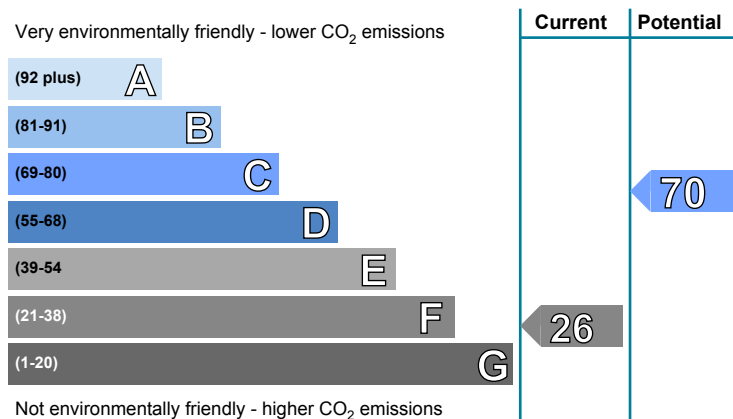 Current Potential
Very environmentally friendly - lower CO2 emissions
(92 plus) A
(81-91) B
(69-80) C
70
(55-68) D
(39-54 E
(21-38) F
26
(1-20) G
Not environmentally friendly - higher CO2 emissions